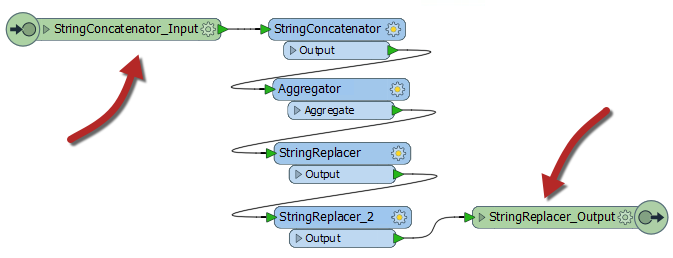 StringConcatenator_Input
StringConcatenator
Output
Aggregator
Aggregate
StringReplacer
Output
StringReplacer_2
Output
StringReplacer_Output